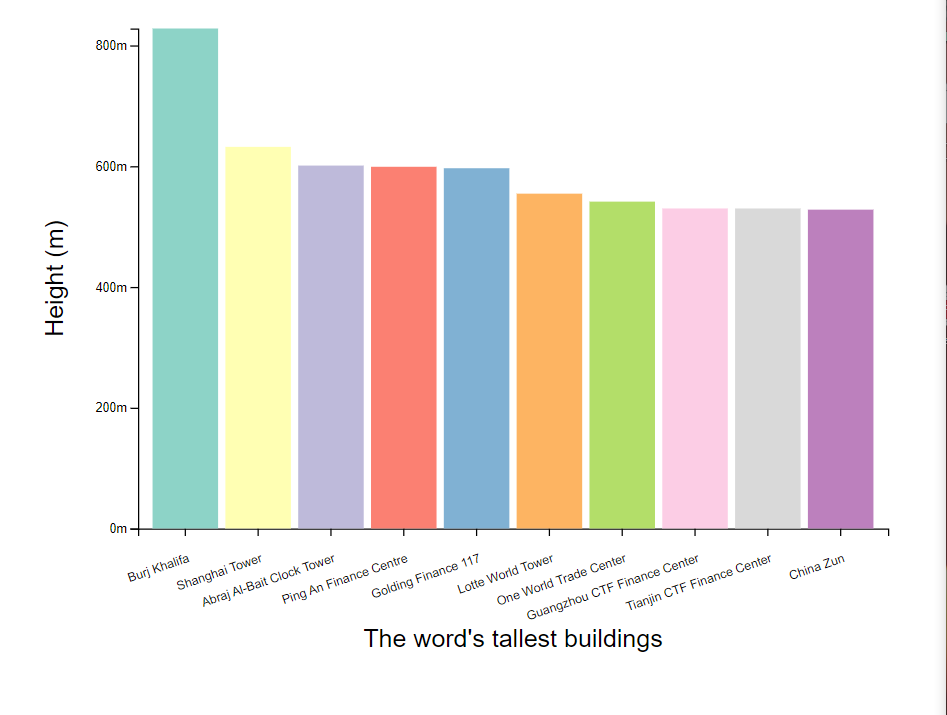 800m
600m
400m
200m
0m
Height (m)
Burj Khalifa
Shanghai Tower
Abraj Al-Bait Clock Tower
Ping An Finance Centre
Golding Finance 117
Lotte World Tower
One World Trade Center
Guangzhou CTF Finance Center
Tianjin CTF Finance Center
China Zun
The word's tallest buildings